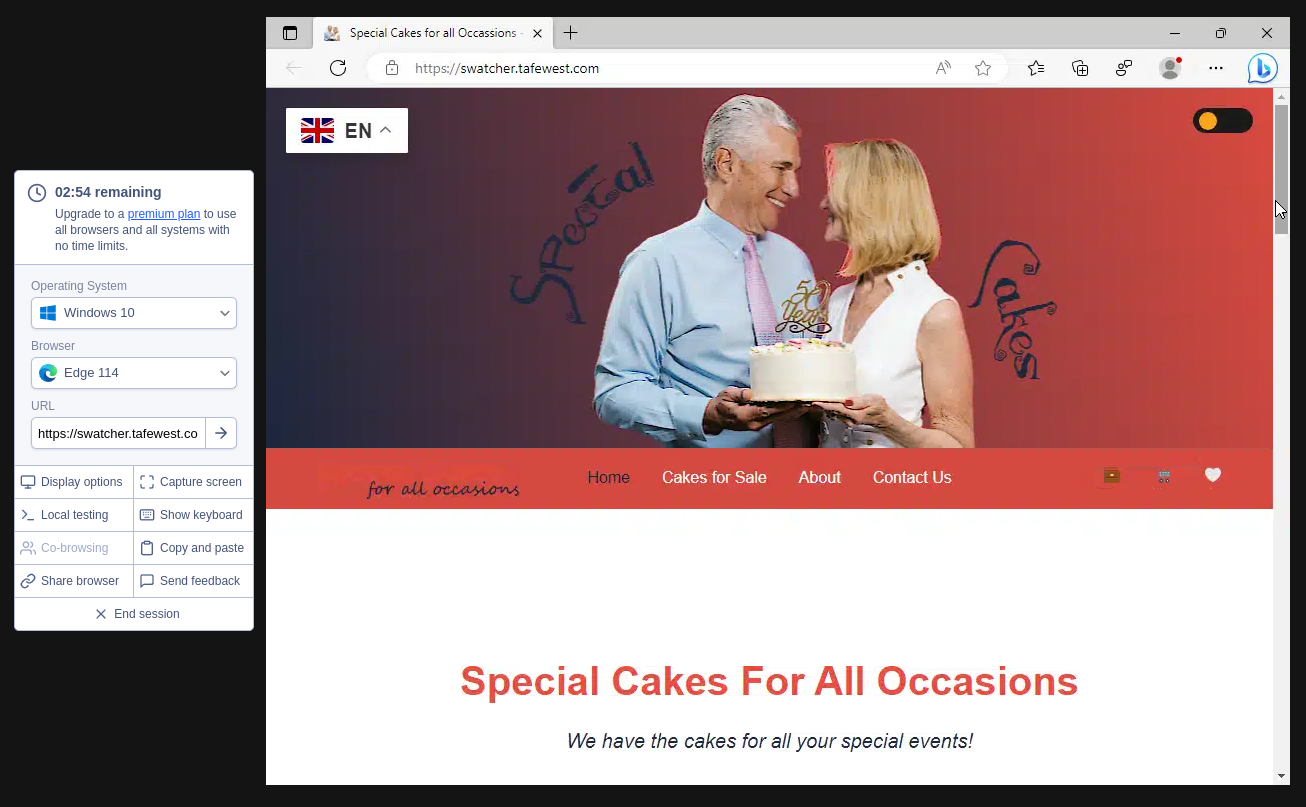 Special Cakes for all Occassions -
https://swatcher.tafewest.com
EN
Special
Cakes
50
Years
for all occasions
Home
Cakes for Sale
About
Contact Us
Special Cakes For All Occasions
We have the cakes for all your special events!
02:54 remaining
Upgrade to a premium plan to use
all browsers and all systems with
no time limits.
Operating System
Windows 10
Browser
Edge 114
URL
https://swatcher.tafewest.co
Display options
Capture screen
Local testing
Show keyboard
Co-browsing
Copy and paste
Share browser
Send feedback
End session